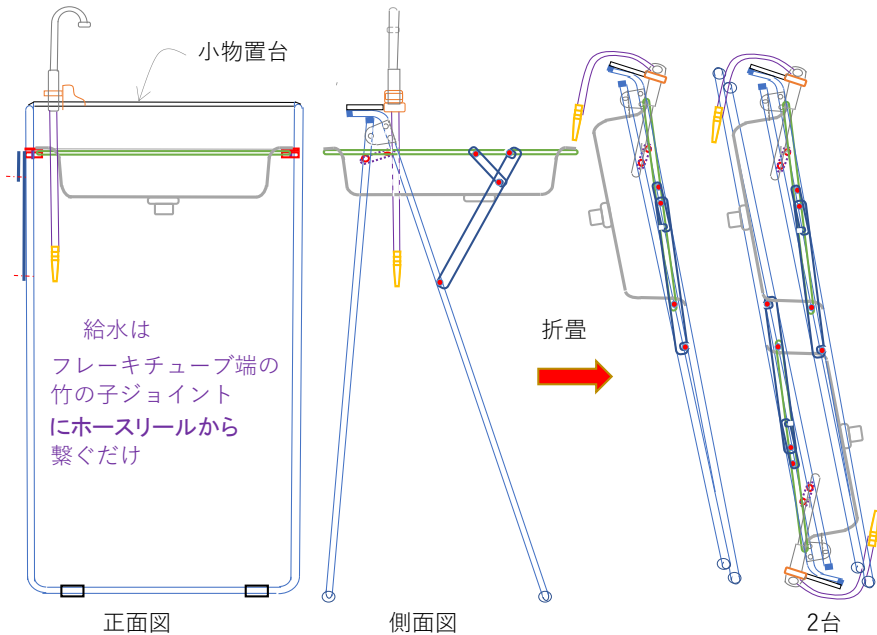 小物置台
給水は
フレーキチューブ端の
竹の子ジョイント
にホースリールから
繋ぐだけ
折畳
正面図
側面図
2台